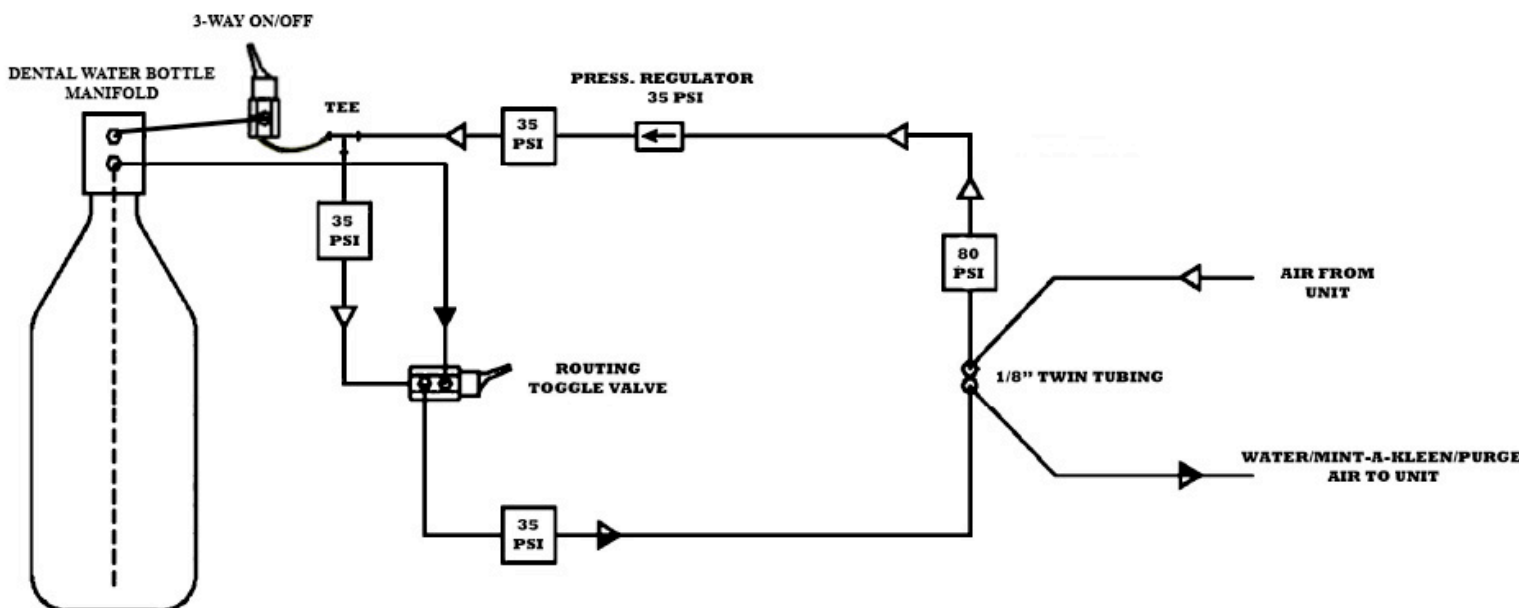 3-WAY ON/OFF
DENTAL WATER BOTTLE
MANIFOLD
TEE
35
PSI
PRESS. REGULATOR
35 PSI
35
PSI
80
PSI
AIR FROM
UNIT
ROUTING
TOGGLE VALVE
1/8” TWIN TUBING
WATER/MINT-A-KLEEN/PURGE
AIR TO UNIT
35
PSI